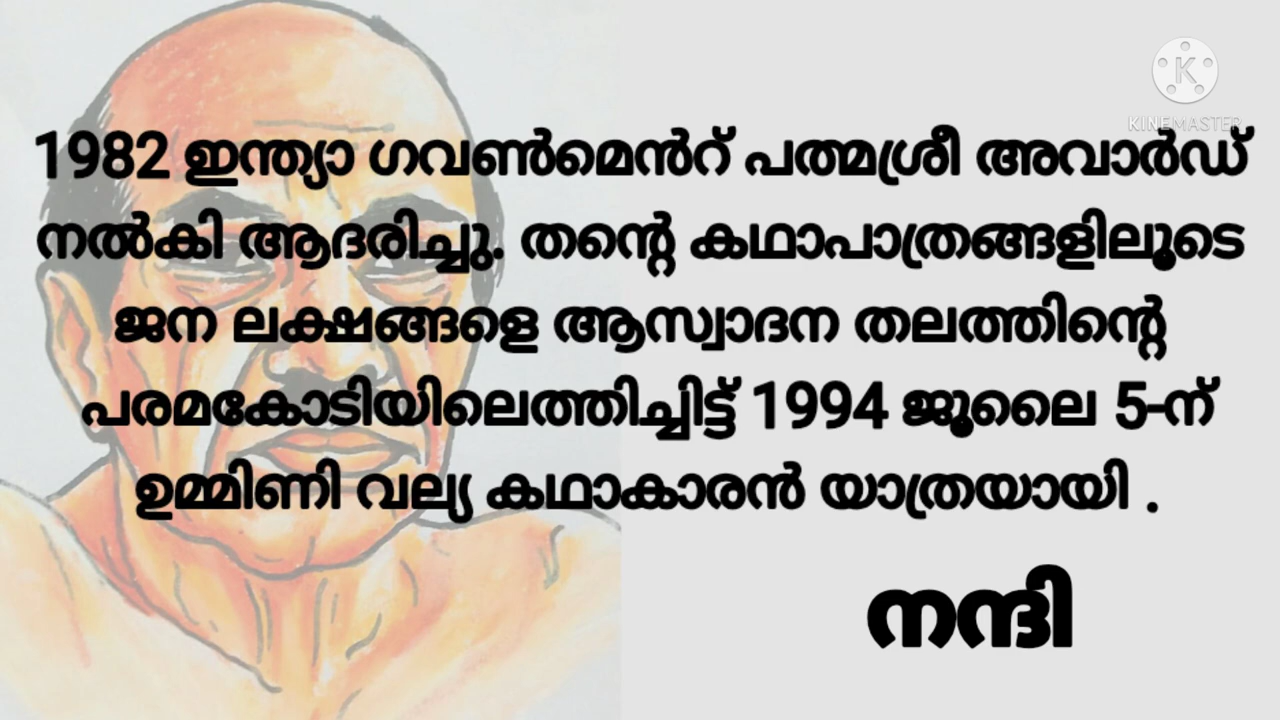 KINEMASTER
1982 ഇന്ത്യാ ഗവൺമെൻറ് പത്മശ്രീ അവാർഡ്
നൽകി ആദരിച്ചു. തന്റെ കഥാപാത്രങ്ങളിലൂടെ
ജന ലക്ഷങ്ങളെ ആസ്വാദന തലത്തിന്റെ
പരമകോടിയിലെത്തിച്ചിട്ട് 1994 ജൂലൈ 5-ന്
ഉമ്മിണി വല്യ കഥാകാരൻ യാത്രയായി .
നന്ദി